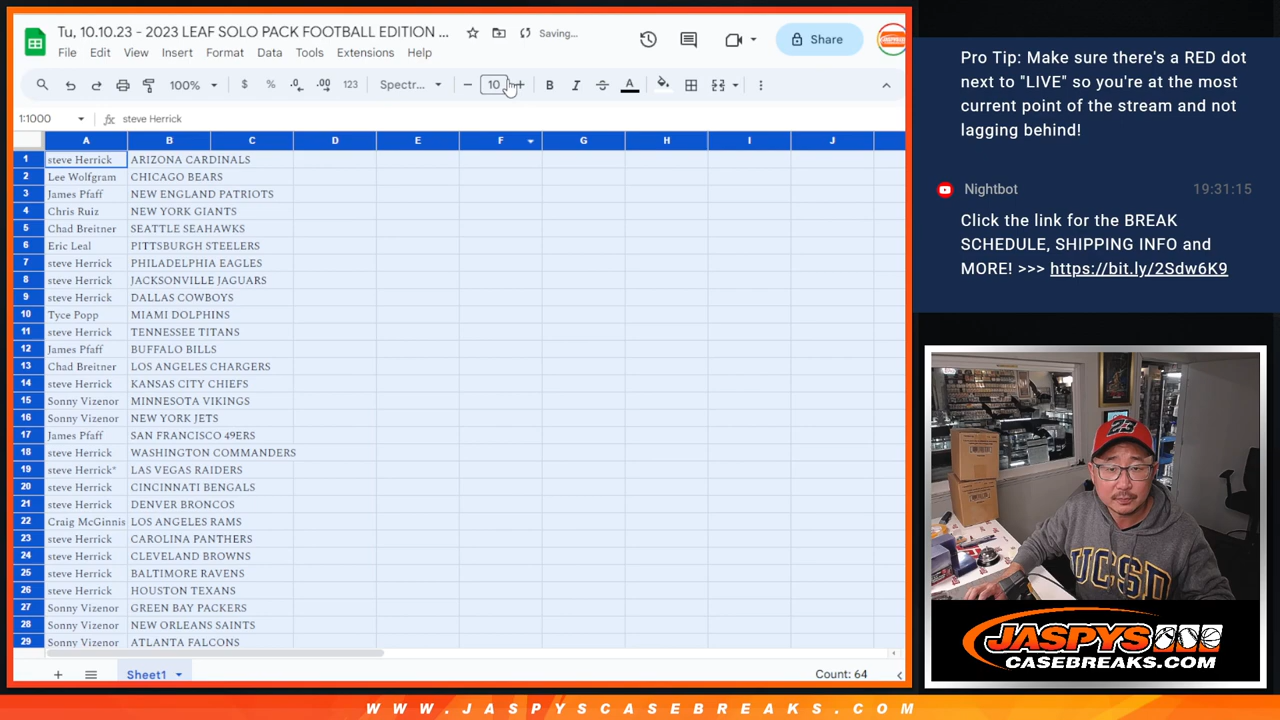 Tu, 10.10.23 - 2023 LEAF SOLO PACK FOOTBALL EDITION ...
Saving...
File Edit View Insert Format Data Tools Extensions Help
Share
100% $ % .0 .00 123 Spectr... 10 B I S A
1:1000 fx steve Herrick
A B C D E F G H I J
1 steve Herrick ARIZONA CARDINALS
2 Lee Wolfgram CHICAGO BEARS
3 James Pfaff NEW ENGLAND PATRIOTS
4 Chris Ruiz NEW YORK GIANTS
5 Chad Breitner SEATTLE SEAHAWKS
6 Eric Leal PITTSBURGH STEELERS
7 steve Herrick PHILADELPHIA EAGLES
8 steve Herrick JACKSONVILLE JAGUARS
9 steve Herrick DALLAS COWBOYS
10 Tyce Popp MIAMI DOLPHINS
11 steve Herrick TENNESSEE TITANS
12 James Pfaff BUFFALO BILLS
13 Chad Breitner LOS ANGELES CHARGERS
14 steve Herrick KANSAS CITY CHIEFS
15 Sonny Vizenor MINNESOTA VIKINGS
16 Sonny Vizenor NEW YORK JETS
17 James Pfaff SAN FRANCISCO 49ERS
18 steve Herrick WASHINGTON COMMANDERS
19 steve Herrick* LAS VEGAS RAIDERS
20 steve Herrick CINCINNATI BENGALS
21 steve Herrick DENVER BRONCOS
22 Craig McGinnis LOS ANGELES RAMS
23 steve Herrick CAROLINA PANTHERS
24 steve Herrick CLEVELAND BROWNS
25 steve Herrick BALTIMORE RAVENS
26 steve Herrick HOUSTON TEXANS
27 Sonny Vizenor GREEN BAY PACKERS
28 Sonny Vizenor NEW ORLEANS SAINTS
29 Sonny Vizenor ATLANTA FALCONS
Sheet1
Count: 64
Pro Tip: Make sure there's a RED dot
next to "LIVE" so you're at the most
current point of the stream and not
lagging behind!
Nightbot 19:31:15
Click the link for the BREAK
SCHEDULE, SHIPPING INFO and
MORE! >>> https://bit.ly/2Sdw6K9
UCSD
JASPYS
CASEBREAKS.COM
WWW.JASPYSCASEBREAKS.COM